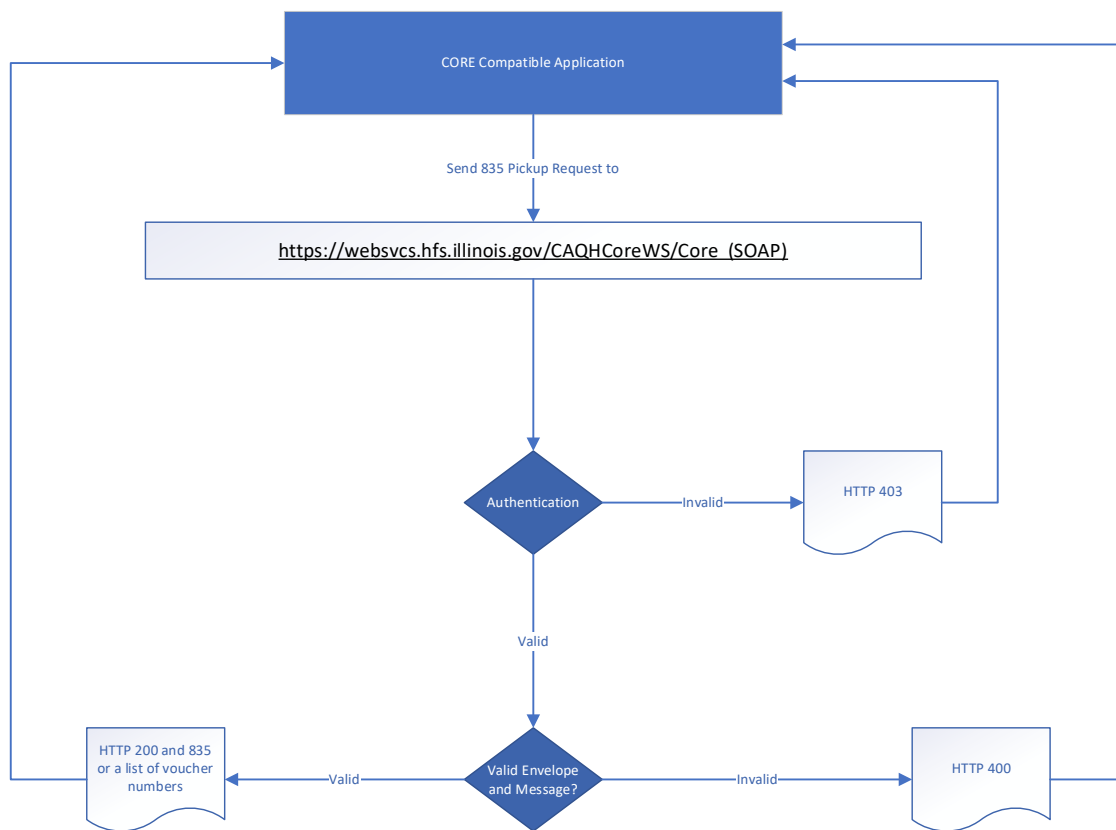 CORE Compatible Application
Send 835 Pickup Request to
https://websvcs.hfs.illinois.gov/CAQHCoreWS/Core (SOAP)
Authentication
Invalid
HTTP 403
Valid
HTTP 200 and 835
or a list of voucher
numbers
Valid
Valid Envelope
and Message?
Invalid
HTTP 400